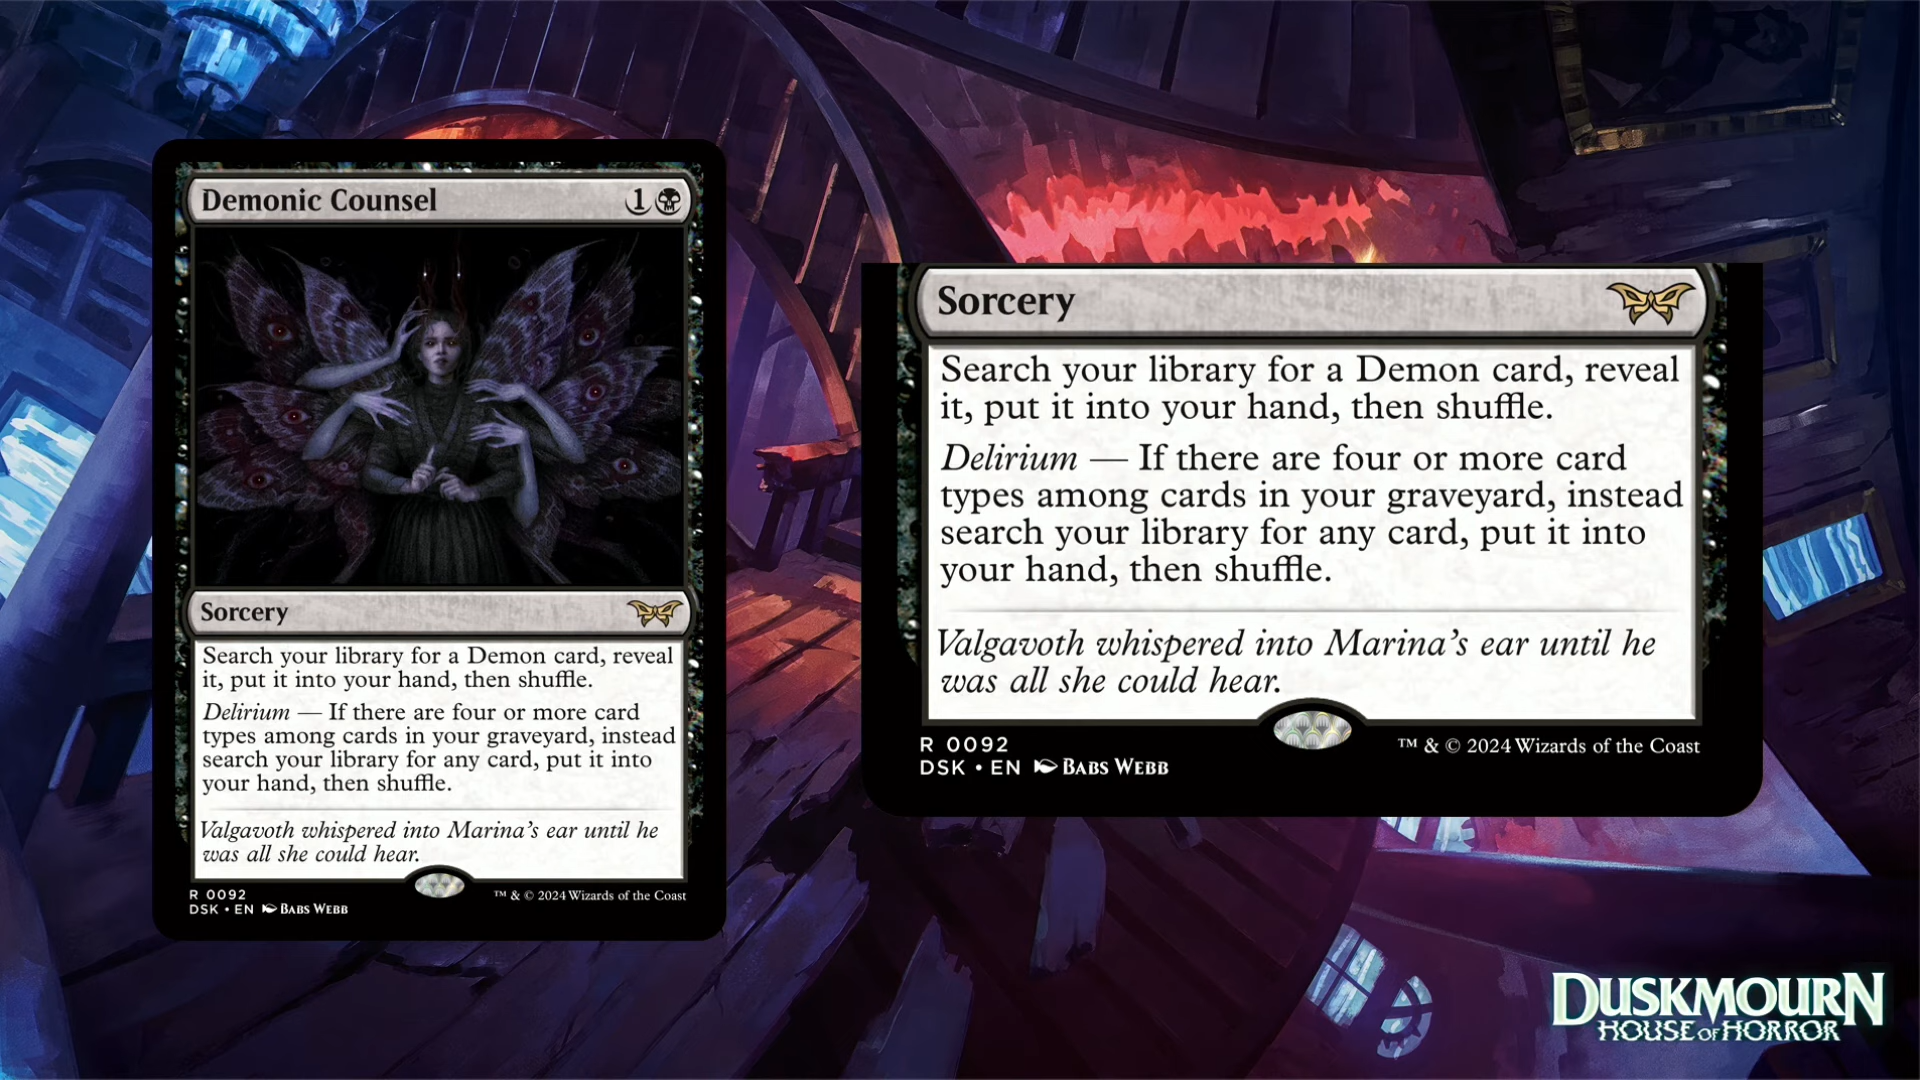 Demonic Counsel
1
Sorcery
Search your library for a Demon card, reveal
it, put it into your hand, then shuffle.
Delirium — If there are four or more card
types among cards in your graveyard, instead
search your library for any card, put it into
your hand, then shuffle.
Valgavoth whispered into Marina's ear until he
was all she could hear.
R 0092
DSK • EN BABS WEBB
™ & © 2024 Wizards of the Coast
Sorcery
Search your library for a Demon card, reveal
it, put it into your hand, then shuffle.
Delirium — If there are four or more card
types among cards in your graveyard, instead
search your library for any card, put it into
your hand, then shuffle.
Valgavoth whispered into Marina's ear until he
was all she could hear.
R 0092
DSK • EN BABS WEBB
™ & © 2024 Wizards of the Coast
DUSKMOURN
HOUSE OF HORROR